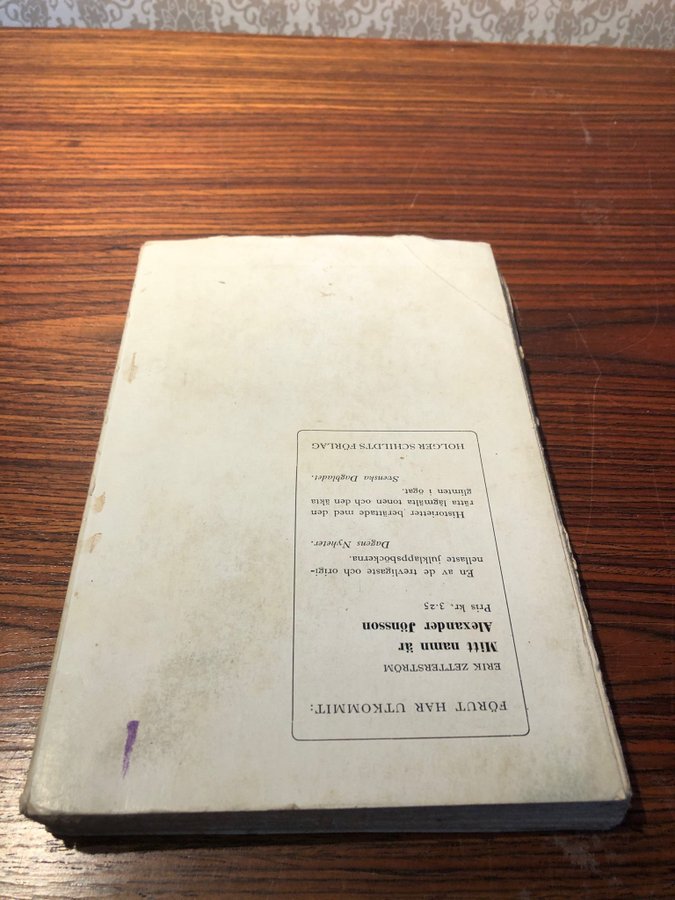 FÖRUT HAR UTKOMMIT:
ERIK ZETTERSTRÖM
Mitt namn är
Alexander Jönsson
Pris kr. 3.25
En av de trevligaste och origi-
nellaste julklappsböckerna.
Dagens Nyheter.
Historietter berättade med den
rätta lågmälta tonen och den äkta
glimten i ögat.
Svenska Dagbladet.
HOLGER SCHILDTS FÖRLAG